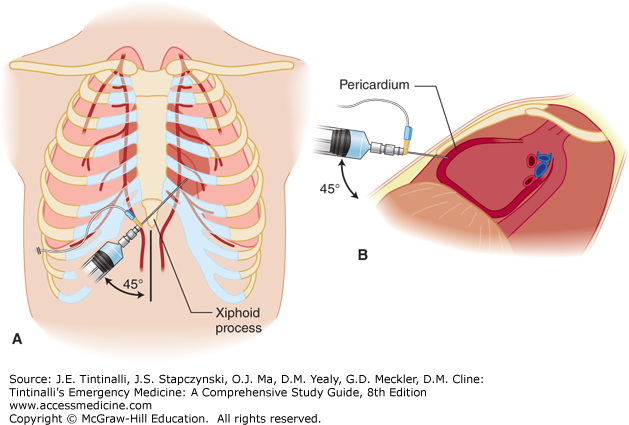 Pericardium
45°
B
45°
Xiphoid
process
A
Source: J.E. Tintinalli, J.S. Stapczynski, O.J. Ma, D.M. Yealy, G.D. Meckler, D.M. Cline:
Tintinalli's Emergency Medicine: A Comprehensive Study Guide, 8th Edition
www.accessmedicine.com
Copyright © McGraw-Hill Education. All rights reserved.